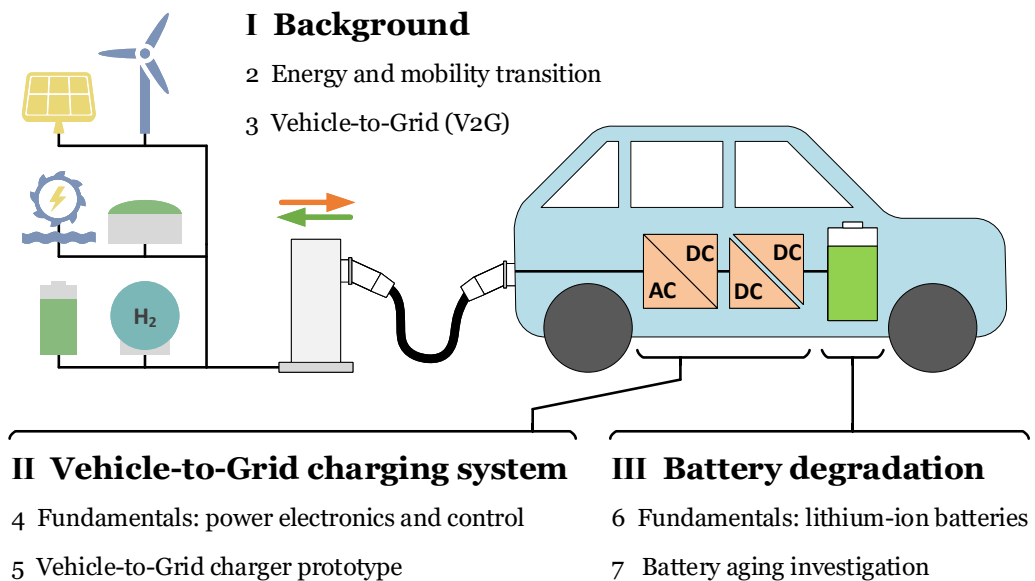 I Background
2 Energy and mobility transition
3 Vehicle-to-Grid (V2G)
H₂
DC
AC
DC
DC
II Vehicle-to-Grid charging system
4 Fundamentals: power electronics and control
5 Vehicle-to-Grid charger prototype
III Battery degradation
6 Fundamentals: lithium-ion batteries
7 Battery aging investigation